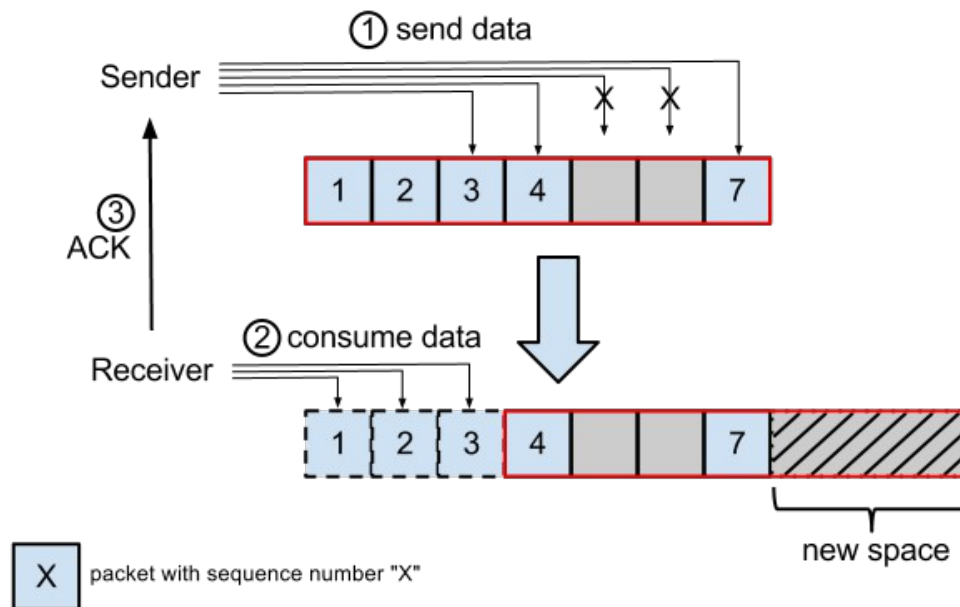 ① send data
Sender
1 2 3 4 7
③
ACK
② consume data
Receiver
1 2 3 4 7
new space
X packet with sequence number "X"
X X